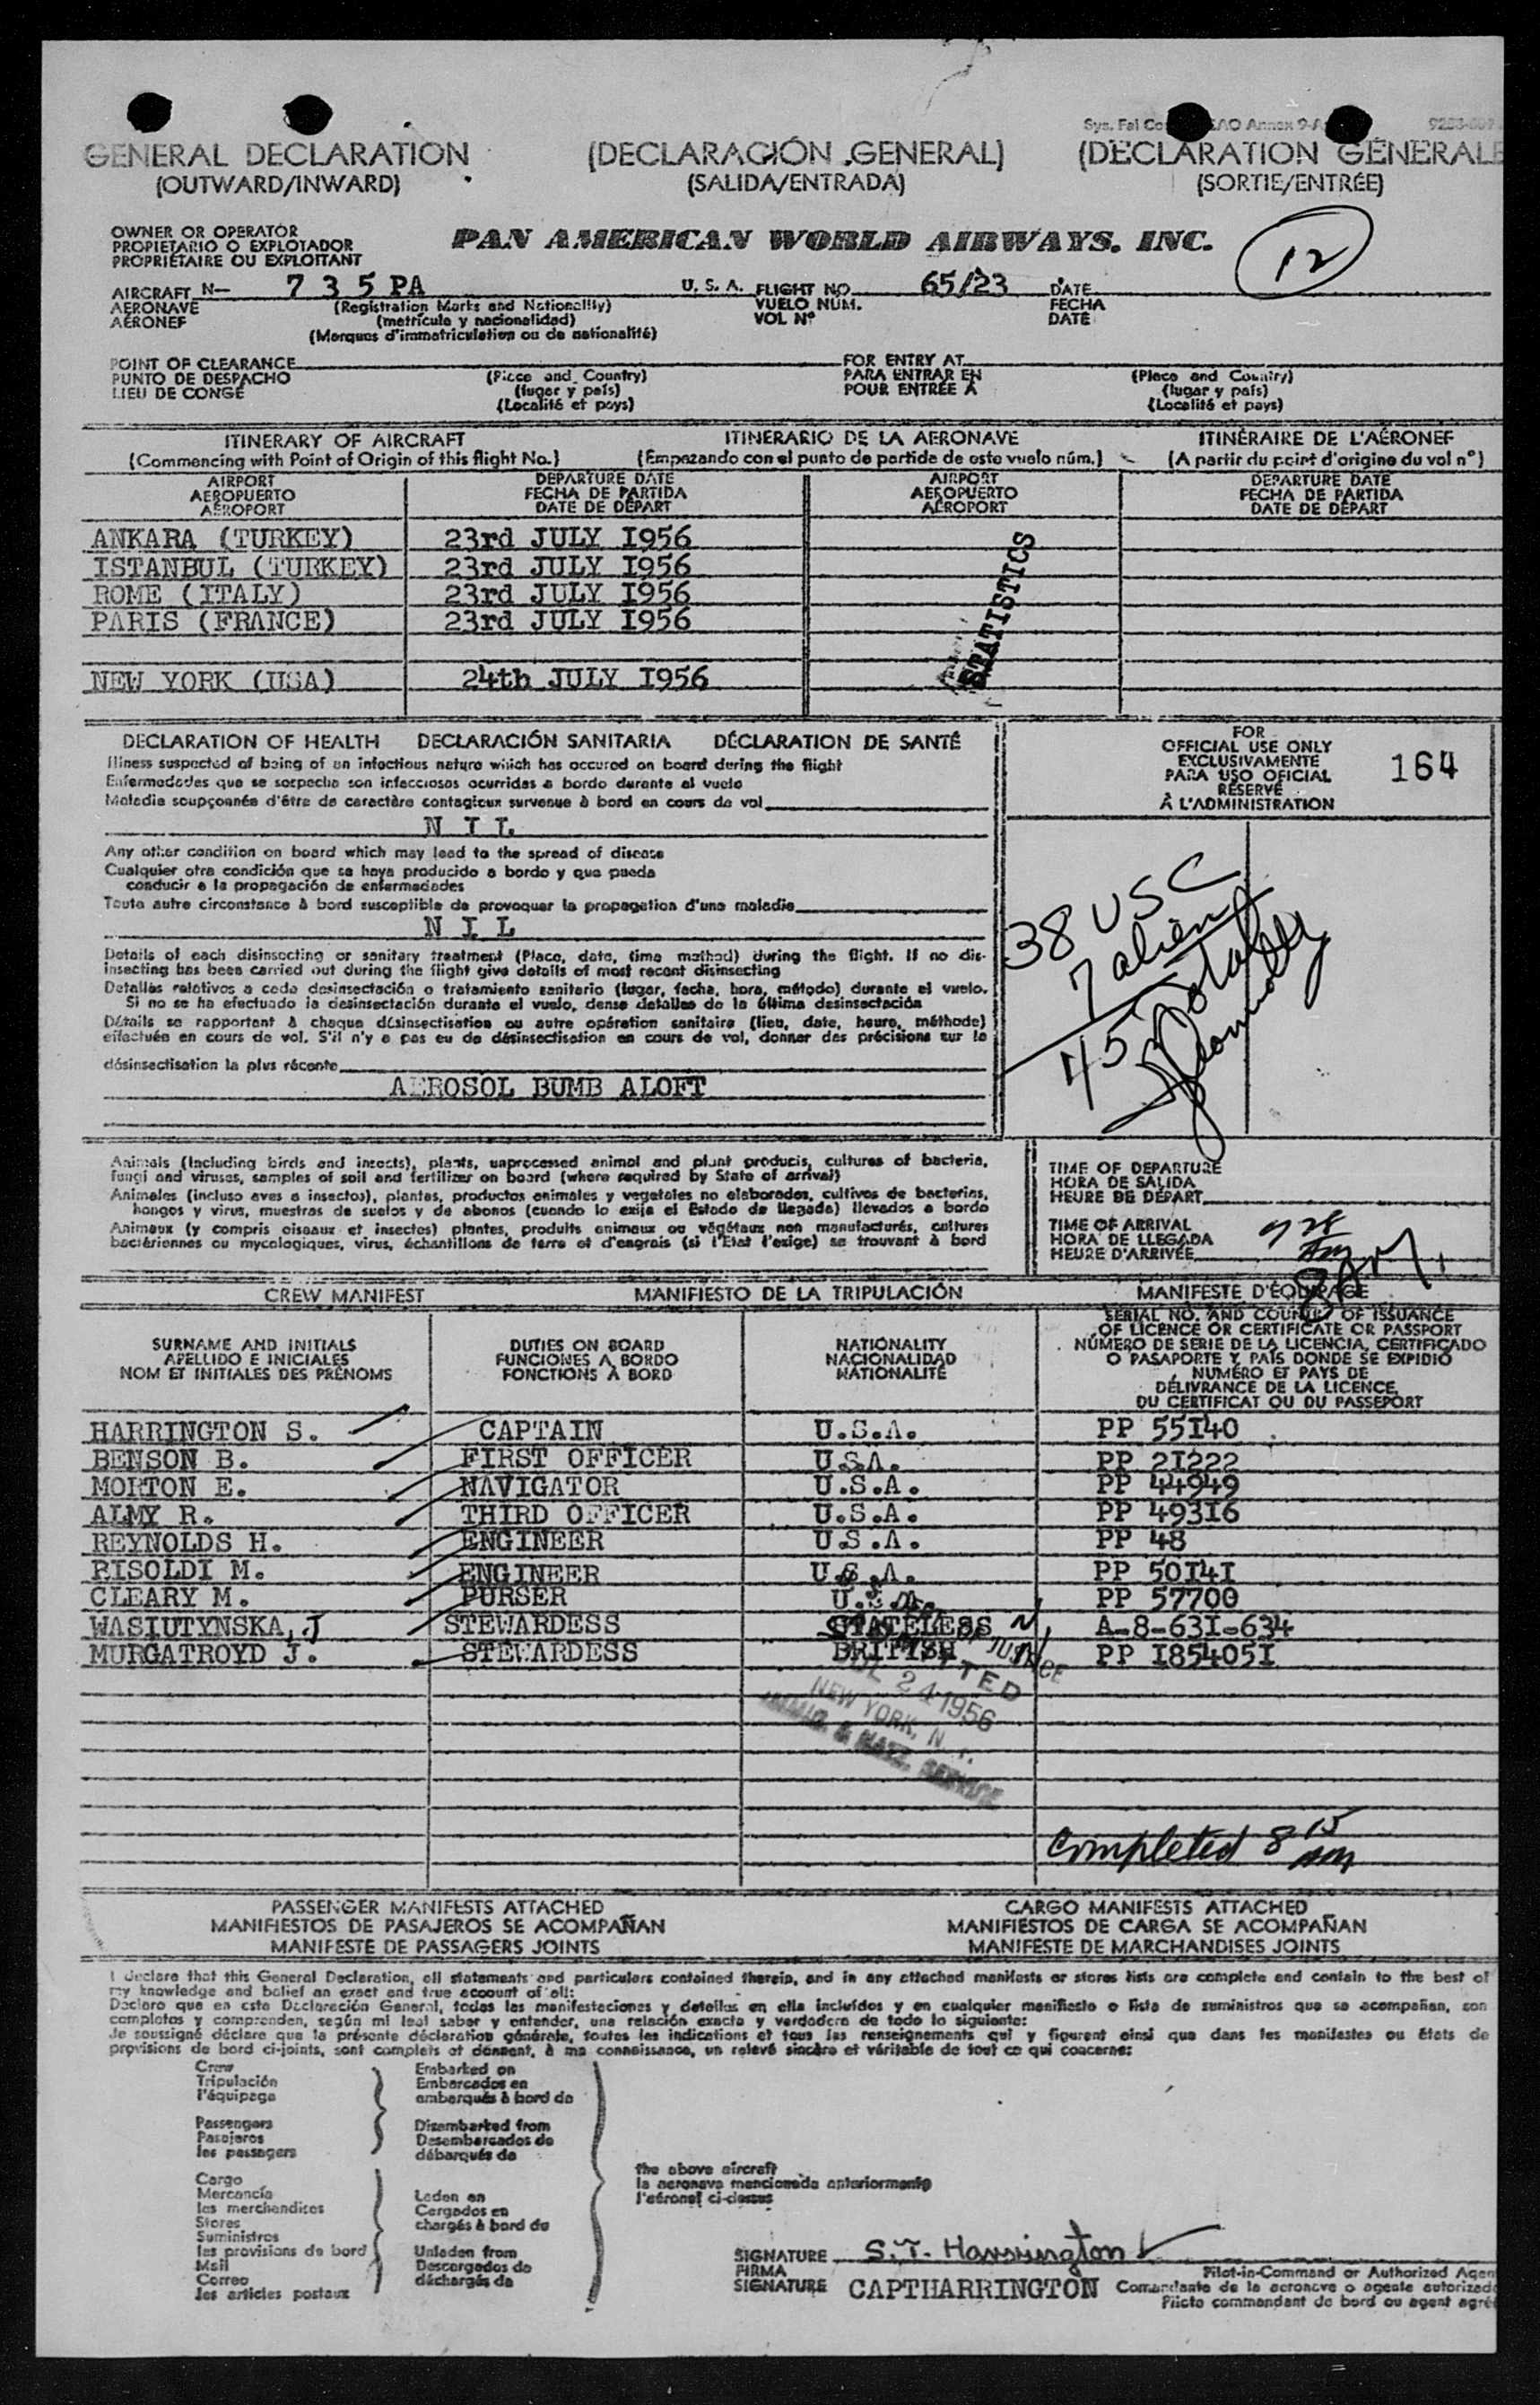 Sys. Fal
GENERAL DECLARATION (DECLARACIÓN GENERAL) (DÉCLARATION GÉNÉRALE
(OUTWARD/INWARD) (SALIDA/ENTRADA) (SORTIE/ENTRÉE)
OWNER OR OPERATOR
PROPIETARIO O EXPLOTADOR
PROPRIÉTAIRE OU EXPLOITANT
PAN AMERICAN WORLD AIRWAYS. INC.
12
AIRCRAFT N- 7 3 5 PA U. S. A. FLIGHT NO. 65/23 DATE
AERONAVE (Registration Marks and Nationality) VUELO NÚM. FECHA
AÉRONEF (matrícula y nacionalidad) VOL Nº DATE
(Marques d'immatriculation ou de nationalité)
POINT OF CLEARANCE FOR ENTRY AT
PUNTO DE DESPACHO (Place and Country) PARA ENTRAR EN (Place and Country)
LIEU DE CONGÉ (lugar y país) POUR ENTRÉE À (lugar y país)
(Localité et pays) (Localité et pays)
ITINERARY OF AIRCRAFT ITINERARIO DE LA AERONAVE ITINÉRAIRE DE L'AÉRONEF
(Commencing with Point of Origin of this flight No.) (Empezando con el punto de partida de este vuelo núm.) (A partir du point d'origine du vol nº)
AIRPORT DEPARTURE DATE AIRPORT DEPARTURE DATE
AEROPUERTO FECHA DE PARTIDA AEROPUERTO FECHA DE PARTIDA
AÉROPORT DATE DE DÉPART AÉROPORT DATE DE DÉPART
ANKARA (TURKEY) 23rd JULY I956
ISTANBUL (TURKEY) 23rd JULY I956
ROME (ITALY) 23rd JULY I956
PARIS (FRANCE) 23rd JULY I956
NEW YORK (USA) 24th JULY I956
STATISTICS
DECLARATION OF HEALTH DECLARACIÓN SANITARIA DÉCLARATION DE SANTÉ
Illness suspected of being of an infectious nature which has occured on board during the flight
Enfermedades que se sospecha son infecciosas ocurridas a bordo durante el vuelo
Maladie soupçonnée d'être de caractère contagieux survenue à bord en cours de vol
N I L
Any other condition on board which may lead to the spread of disease
Cualquier otra condición que se haya producido a bordo y que pueda
conducir a la propagación de enfermedades
Toute autre circonstance à bord susceptible de provoquer la propagation d'une maladie
N I L
Details of each disinsecting or sanitary treatment (Place, date, time method) during the flight. If no dis-
insecting has been carried out during the flight give details of most recent disinsecting
Detalles relativos a cada desinsectación o tratamiento sanitario (lugar, fecha, hora, método) durante el vuelo.
Si no se ha efectuado la desinsectación durante el vuelo, dense detalles de la última desinsectación
Détails se rapportant à chaque désinsectisation ou autre opération sanitaire (lieu, date, heure, méthode)
effectuée en cours de vol. S'il n'y a pas eu de désinsectisation en cours de vol, donner des précisions sur la
désinsectisation la plus récente
AEROSOL BUMB ALOFT
FOR
OFFICIAL USE ONLY
EXCLUSIVAMENTE
PARA USO OFICIAL
RESERVÉ
À L'ADMINISTRATION
164
38 USC
7 alien
45 Total
Animals (Including birds and insects), plants, unprocessed animal and plant products, cultures of bacteria,
fungi and viruses, samples of soil and fertilizer on board (where required by State of arrival)
Animales (incluso aves e insectos), plantas, productos animales y vegetales no elaborados, cultivos de bacterias,
hongos y virus, muestras de suelos y de abonos (cuando lo exija el Estado de llegada) llevados a bordo
Animaux (y compris oiseaux et insectes) plantes, produits animaux ou végétaux non manufacturés, cultures
bactériennes ou mycologiques, virus, échantillons de terre et d'engrais (si l'Etat l'exige) se trouvant à bord
TIME OF DEPARTURE
HORA DE SALIDA
HEURE DE DÉPART
TIME OF ARRIVAL
HORA DE LLEGADA
HEURE D'ARRIVÉE
8 AM.
CREW MANIFEST MANIFIESTO DE LA TRIPULACIÓN MANIFESTE D'ÉQUIPAGE
SURNAME AND INITIALS
APELLIDO E INICIALES
NOM ET INITIALES DES PRÉNOMS
DUTIES ON BOARD
FUNCIONES A BORDO
FONCTIONS À BORD
NATIONALITY
NACIONALIDAD
NATIONALITÉ
SERIAL NO. AND COUNTRY OF ISSUANCE
OF LICENCE OR CERTIFICATE OR PASSPORT
NÚMERO DE SERIE DE LA LICENCIA, CERTIFICADO
O PASAPORTE Y PAÍS DONDE SE EXPIDIÓ
NUMÉRO ET PAYS DE
DÉLIVRANCE DE LA LICENCE,
DU CERTIFICAT OU DU PASSEPORT
HARRINGTON S. CAPTAIN U.S.A. PP 55I40
BENSON B. FIRST OFFICER U.S.A. PP 2I222
MORTON E. NAVIGATOR U.S.A. PP 44949
ALMY R. THIRD OFFICER U.S.A. PP 493I6
REYNOLDS H. ENGINEER U.S.A. PP 48
RISOLDI M. ENGINEER U.S.A. PP 50I4I
CLEARY M. PURSER U.S.A. PP 57700
WASIUTYNSKA, J STEWARDESS STATELESS A-8-63I-634
MURGATROYD J. STEWARDESS BRITISH PP I85405I
JUL 24 1956
NEW YORK, N. Y.
IMMIG. & NATZ. SERVICE
Completed 8 15 am
PASSENGER MANIFESTS ATTACHED CARGO MANIFESTS ATTACHED
MANIFIESTOS DE PASAJEROS SE ACOMPAÑAN MANIFIESTOS DE CARGA SE ACOMPAÑAN
MANIFESTE DE PASSAGERS JOINTS MANIFESTE DE MARCHANDISES JOINTS
I declare that this General Declaration, all statements and particulars contained therein, and in any attached manifests or stores lists are complete and contain to the best of
my knowledge and belief an exact and true account of all:
Declaro que en esta Declaración General, todas las manifestaciones y detalles en ella incluídos y en cualquier manifiesto o lista de suministros que se acompañan, son
completos y comprenden, según mi leal saber y entender, una relación exacta y verdadera de todo lo siguiente:
Je soussigné déclare que la présente déclaration générale, toutes les indications et tous les renseignements qui y figurent ainsi que dans les manifestes ou états de
provisions de bord ci-joints, sont complets et donnent, à ma connaissance, un relevé sincère et véritable de tout ce qui concerne:
Crew
Tripulación
l'équipage
Passengers
Pasajeros
les passagers
Cargo
Mercancía
les merchandises
Stores
Suministros
les provisions de bord
Mail
Correo
les articles postaux
Embarked on
Embarcados en
embarqués à bord de
Disembarked from
Desembarcados de
débarqués de
Laden on
Cargados en
chargés à bord de
Unladen from
Descargados de
déchargés de
the above aircraft
la aeronave mencionada anteriormente
l'aéronef ci-dessus
SIGNATURE S.T. Harrington
FIRMA
SIGNATURE CAPTHARRINGTON
Pilot-in-Command or Authorized Agen
Comandante de la aeronave o agente autorizado
Pilote commandant de bord ou agent agréé